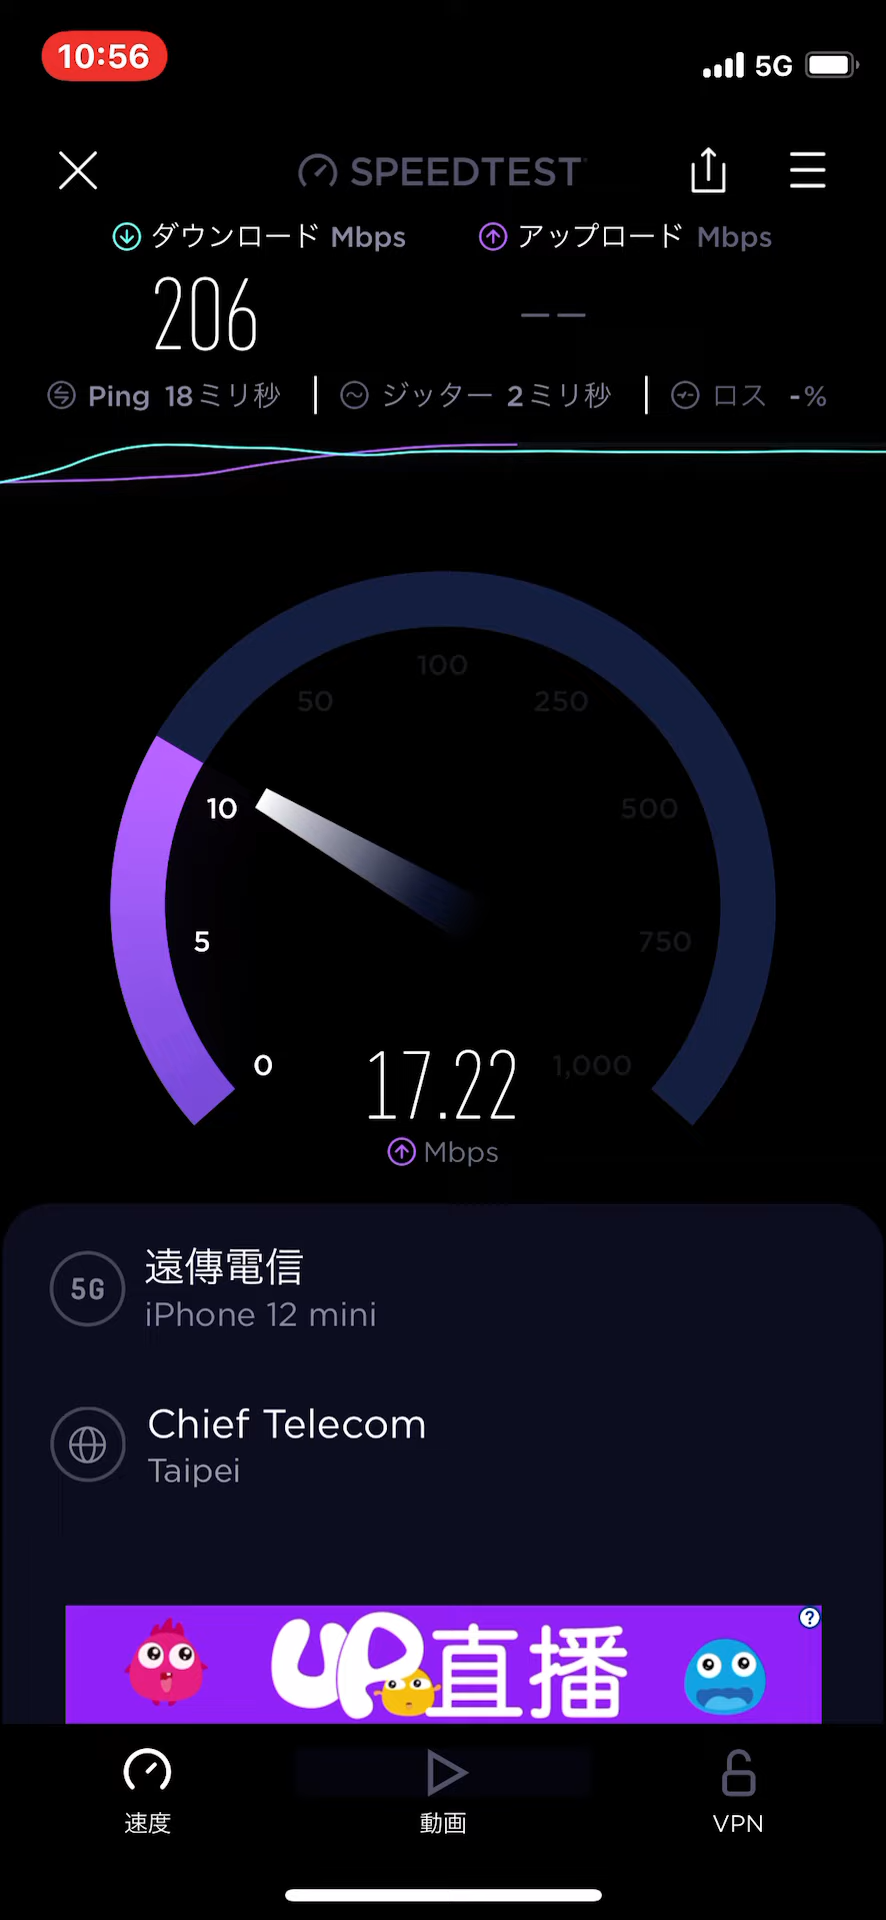 10:56
5G
SPEEDTEST
ダウンロード Mbps
アップロード Mbps
206
— —
Ping 18ミリ秒
ジッター 2ミリ秒
ロス -%
100
50
250
10
500
5
750
0
1,000
17.22
Mbps
5G
遠傳電信
iPhone 12 mini
Chief Telecom
Taipei
UP直播
?
速度
動画
VPN